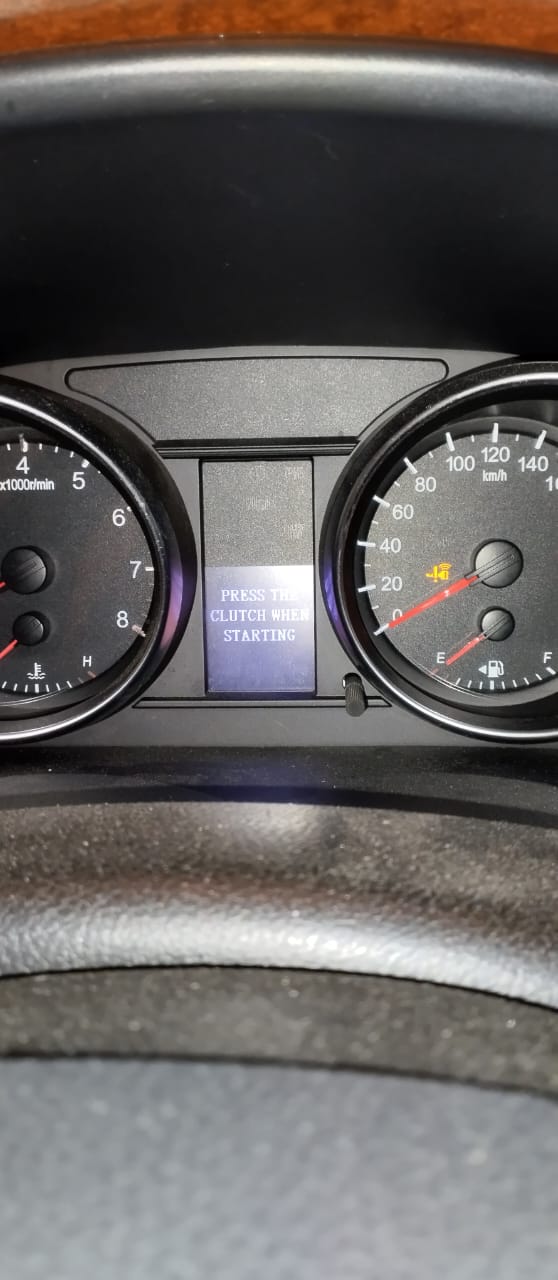 4
5
x1000r/min
6
7
8
H
PRESS THE
CLUTCH WHEN
STARTING
0
20
40
60
80
100
120
140
km/h
E
F